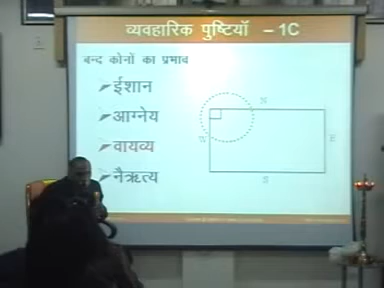 व्यवहारिक पुष्टियॉ – 1C
बन्द कोनों का प्रभाव
ईशान
आग्नेय
वायव्य
नैऋत्य
N
W
E
S